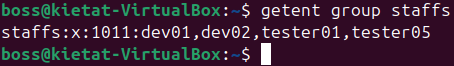 boss@kietat-VirtualBox:~$ getent group staffs
staffs:x:1011:dev01,dev02,tester01,tester05
boss@kietat-VirtualBox:~$